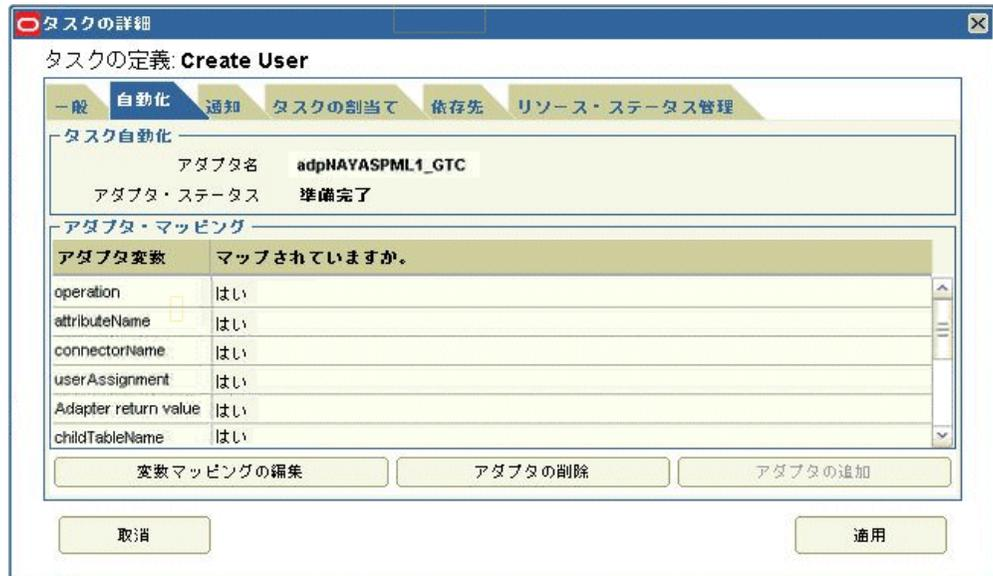 タスクの詳細
タスクの定義: Create User
一般 自動化 通知 タスクの割当て 依存先 リソース・ステータス管理
タスク自動化
アダプタ名 adpNAYASPML1_GTC
アダプタ・ステータス 準備完了
アダプタ・マッピング
アダプタ変数 マップされていますか。
operation はい
attributeName はい
connectorName はい
userAssignment はい
Adapter return value はい
childTableName はい
変数マッピングの編集 アダプタの削除 アダプタの追加
取消 適用